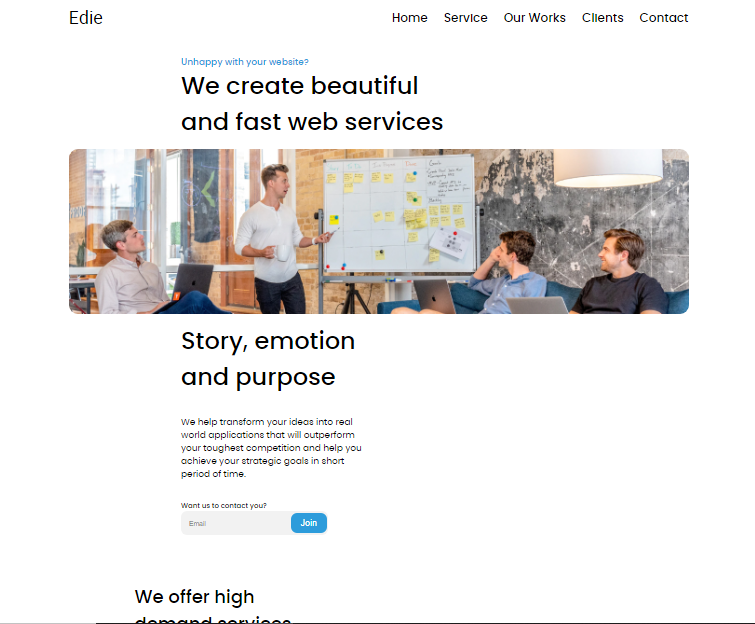 Edie
Home Service Our Works Clients Contact
Unhappy with your website?
We create beautiful
and fast web services
Story, emotion
and purpose
We help transform your ideas into real
world applications that will outperform
your toughest competition and help you
achieve your strategic goals in short
period of time.
Want us to contact you?
Email
Join
We offer high
demand services